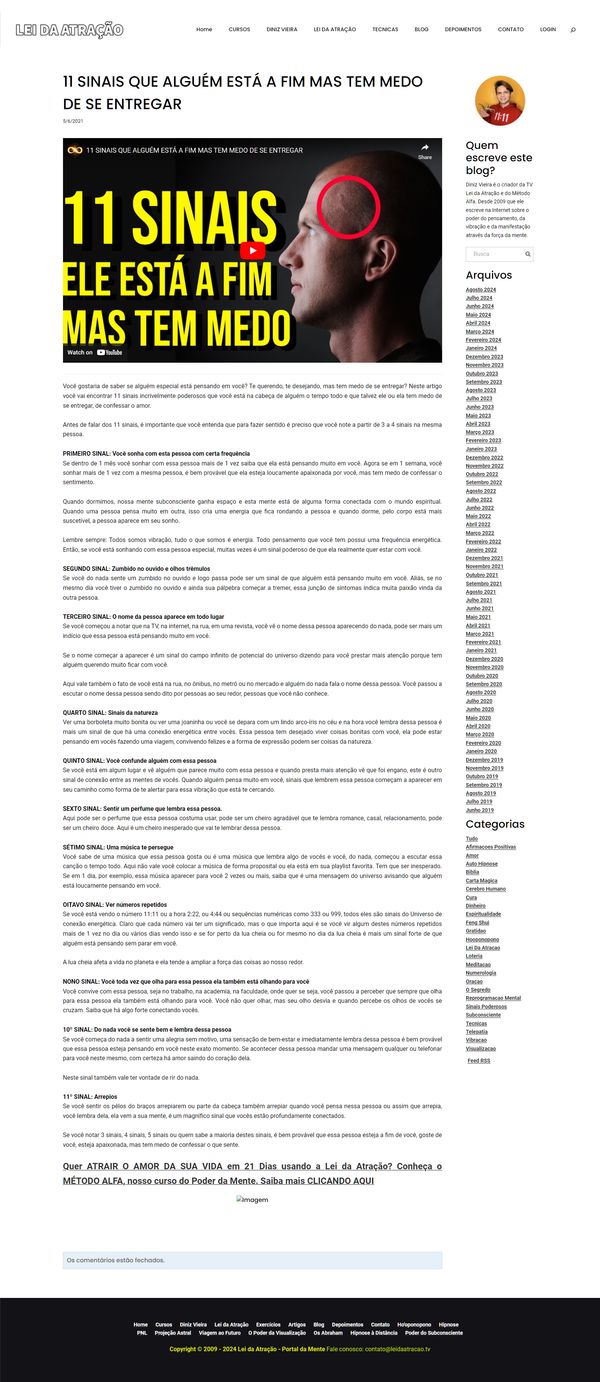 LEI DA ATRAÇÃO
Home CURSOS DINIZ VIEIRA LEI DA ATRAÇÃO TECNICAS BLOG DEPOIMENTOS CONTATO LOGIN
11 SINAIS QUE ALGUÉM ESTÁ A FIM MAS TEM MEDO
DE SE ENTREGAR
5/6/2021
11 SINAIS QUE ALGUÉM ESTÁ A FIM MAS TEM MEDO DE SE ENTREGAR
Share
11 SINAIS
ELE ESTÁ A FIM
MAS TEM MEDO
Watch on YouTube
Você gostaria de saber se alguém especial está pensando em você? Te querendo, te desejando, mas tem medo de se entregar? Neste artigo
você vai encontrar 11 sinais incrivelmente poderosos que você está na cabeça de alguém o tempo todo e que talvez ele ou ela tem medo de
se entregar, de confessar o amor.
Antes de falar dos 11 sinais, é importante que você entenda que para fazer sentido é preciso que você note a partir de 3 a 4 sinais na mesma
pessoa.
PRIMEIRO SINAL: Você sonha com esta pessoa com certa frequência
Se dentro de 1 mês você sonhar com essa pessoa mais de 1 vez saiba que ela está pensando muito em você. Agora se em 1 semana, você
sonhar mais de 1 vez com a mesma pessoa, é bem provável que ela esteja loucamente apaixonada por você, mas tem medo de confessar o
sentimento.
Quando dormimos, nossa mente subconsciente ganha espaço e esta mente está de alguma forma conectada com o mundo espiritual.
Quando uma pessoa pensa muito em outra, isso cria uma energia que fica rondando a pessoa e quando dorme, pelo corpo está mais
suscetível, a pessoa aparece em seu sonho.
Lembre sempre: Todos somos vibração, tudo o que somos é energia. Todo pensamento que você tem possui uma frequência energética.
Então, se você está sonhando com essa pessoa especial, muitas vezes é um sinal poderoso de que ela realmente quer estar com você.
SEGUNDO SINAL: Zumbido no ouvido e olhos trêmulos
Se você do nada sente um zumbido no ouvido e logo passa pode ser um sinal de que alguém está pensando muito em você. Aliás, se no
mesmo dia você tiver o zumbido no ouvido e ainda sua pálpebra começar a tremer, essa junção de sintomas indica muita paixão vinda da
outra pessoa.
TERCEIRO SINAL: O nome da pessoa aparece em todo lugar
Se você começou a notar que na TV, na internet, na rua, em uma revista, você vê o nome dessa pessoa aparecendo do nada, pode ser mais um
indício que essa pessoa está pensando muito em você.
Se o nome começar a aparecer é um sinal do campo infinito de potencial do universo dizendo para você prestar mais atenção porque tem
alguém querendo muito ficar com você.
Aqui vale também o fato de você está na rua, no ônibus, no metrô ou no mercado e alguém do nada fala o nome dessa pessoa. Você passou a
escutar o nome dessa pessoa sendo dito por pessoas ao seu redor, pessoas que você não conhece.
QUARTO SINAL: Sinais da natureza
Ver uma borboleta muito bonita ou ver uma joaninha ou você se depara com um lindo arco-íris no céu e na hora você lembra dessa pessoa é
mais um sinal de que há uma conexão energética entre vocês. Essa pessoa tem desejado viver coisas bonitas com você, ela pode estar
pensando em vocês fazendo uma viagem, convivendo felizes e a forma de expressão podem ser coisas da natureza.
QUINTO SINAL: Você confunde alguém com essa pessoa
Se você está em algum lugar e vê alguém que parece muito com essa pessoa e quando presta mais atenção vê que foi engano, este é outro
sinal de conexão entre as mentes de vocês. Quando alguém pensa muito em você, sinais que lembrem essa pessoa começam a aparecer em
seu caminho como forma de te alertar para essa vibração que está te cercando.
SEXTO SINAL: Sentir um perfume que lembra essa pessoa.
Aqui pode ser o perfume que essa pessoa costuma usar, pode ser um cheiro agradável que te lembra romance, casal, relacionamento, pode
ser um cheiro doce. Aqui é um cheiro inesperado que vai te lembrar dessa pessoa.
SÉTIMO SINAL: Uma música te persegue
Você sabe de uma música que essa pessoa gosta ou é uma música que lembra algo de vocês e você, do nada, começou a escutar essa
canção o tempo todo. Aqui não vale você colocar a música de forma proposital ou ela está em sua playlist favorita. Tem que ser inesperado.
Se em 1 dia, por exemplo, essa música aparecer para você 2 vezes ou mais, saiba que é uma mensagem do universo avisando que alguém
está loucamente pensando em você.
OITAVO SINAL: Ver números repetidos
Se você está vendo o número 11:11 ou a hora 2:22, ou 4:44 ou sequências numéricas como 333 ou 999, todos eles são sinais do Universo de
conexão energética. Claro que cada número vai ter um significado, mas o que importa aqui é se você vir algum destes números repetidos
mais de 1 vez no dia ou vários dias vendo isso e se for perto da lua cheia ou for mesmo no dia da lua cheia é mais um sinal forte de que
alguém está pensando sem parar em você.
A lua cheia afeta a vida no planeta e ela tende a ampliar a força das coisas ao nosso redor.
NONO SINAL: Você toda vez que olha para essa pessoa ela também está olhando para você
Você convive com essa pessoa, seja no trabalho, na academia, na faculdade, onde quer se seja, você passou a perceber que sempre que olha
para essa pessoa ela também está olhando para você. Você não quer olhar, mas seu olho desvia e quando percebe os olhos de vocês se
cruzam. Saiba que há algo forte conectando vocês.
10º SINAL: Do nada você se sente bem e lembra dessa pessoa
Se você começa do nada a sentir uma alegria sem motivo, uma sensação de bem-estar e imediatamente lembra dessa pessoa é bem provável
que essa pessoa esteja pensando em você neste exato momento. Se acontecer dessa pessoa mandar uma mensagem qualquer ou telefonar
para você neste mesmo, com certeza há amor saindo do coração dela.
Neste sinal também vale ter vontade de rir do nada.
11º SINAL: Arrepios
Se você sentir os pêlos do braços arrepiarem ou parte da cabeça também arrepiar quando você pensa nessa pessoa ou assim que arrepia,
você lembra dela, ela vem a sua mente, é um magnífico sinal que vocês estão profundamente conectados.
Se você notar 3 sinais, 4 sinais, 5 sinais ou quem sabe a maioria destes sinais, é bem provável que essa pessoa esteja a fim de você, goste de
você, esteja apaixonada, mas tem medo de confessar o que sente.
Quer ATRAIR O AMOR DA SUA VIDA em 21 Dias usando a Lei da Atração? Conheça o
MÉTODO ALFA, nosso curso do Poder da Mente. Saiba mais CLICANDO AQUI
Imagem
Os comentários estão fechados.
11:11
Quem
escreve este
blog?
Diniz Vieira é o criador da TV
Lei da Atração e do Método
Alfa. Desde 2009 que ele
escreve na Internet sobre o
poder do pensamento, da
vibração e da manifestação
através da força da mente.
Busca
Arquivos
Agosto 2024
Julho 2024
Junho 2024
Maio 2024
Abril 2024
Março 2024
Fevereiro 2024
Janeiro 2024
Dezembro 2023
Novembro 2023
Outubro 2023
Setembro 2023
Agosto 2023
Julho 2023
Junho 2023
Maio 2023
Abril 2023
Março 2023
Fevereiro 2023
Janeiro 2023
Dezembro 2022
Novembro 2022
Outubro 2022
Setembro 2022
Agosto 2022
Julho 2022
Junho 2022
Maio 2022
Abril 2022
Março 2022
Fevereiro 2022
Janeiro 2022
Dezembro 2021
Novembro 2021
Outubro 2021
Setembro 2021
Agosto 2021
Julho 2021
Junho 2021
Maio 2021
Abril 2021
Março 2021
Fevereiro 2021
Janeiro 2021
Dezembro 2020
Novembro 2020
Outubro 2020
Setembro 2020
Agosto 2020
Julho 2020
Junho 2020
Maio 2020
Abril 2020
Março 2020
Fevereiro 2020
Janeiro 2020
Dezembro 2019
Novembro 2019
Outubro 2019
Setembro 2019
Agosto 2019
Julho 2019
Junho 2019
Categorias
Tudo
Afirmacoes Positivas
Amor
Auto Hipnose
Biblia
Carta Magica
Cerebro Humano
Cura
Dinheiro
Espiritualidade
Feng Shui
Gratidao
Hooponopono
Lei Da Atracao
Loteria
Meditacao
Numerologia
Oracao
O Segredo
Reprogramacao Mental
Sinais Poderosos
Subconsciente
Tecnicas
Telepatia
Vibracao
Visualizacao
Feed RSS
Home Cursos Diniz Vieira Lei da Atração Exercícios Artigos Blog Depoimentos Contato Ho'oponopono Hipnose
PNL Projeção Astral Viagem ao Futuro O Poder da Visualização Os Abraham Hipnose à Distância Poder do Subconsciente
Copyright © 2009 - 2024 Lei da Atração - Portal da Mente Fale conosco: contato@leidaatracao.tv